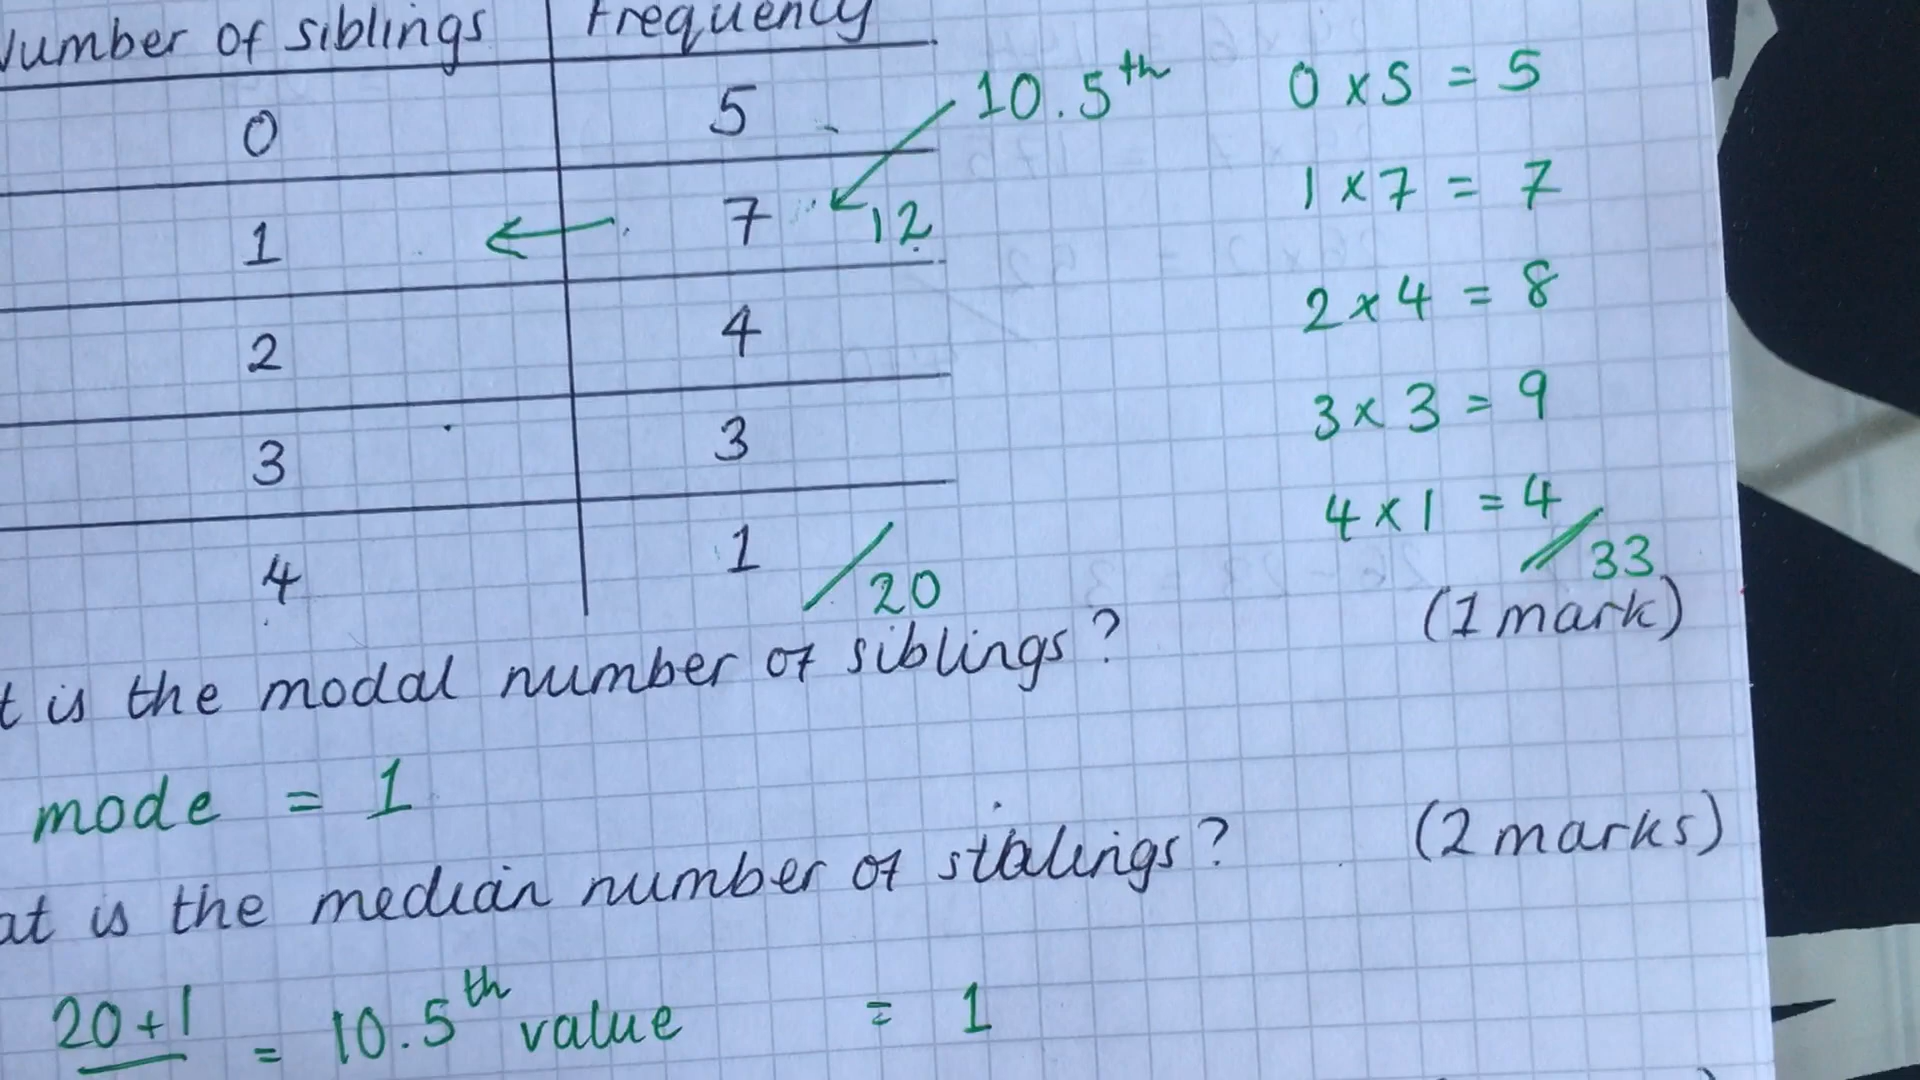 Number of siblings Frequency
0 5 10.5th 0 x 5 = 5
1 7 12 1 x 7 = 7
2 4 2 x 4 = 8
3 3 3 x 3 = 9
4 1 20 4 x 1 = 4
33
(1 mark)
t is the modal number of siblings?
mode = 1
(2 marks)
at is the median number of siblings?
20+1 = 10.5th value = 1